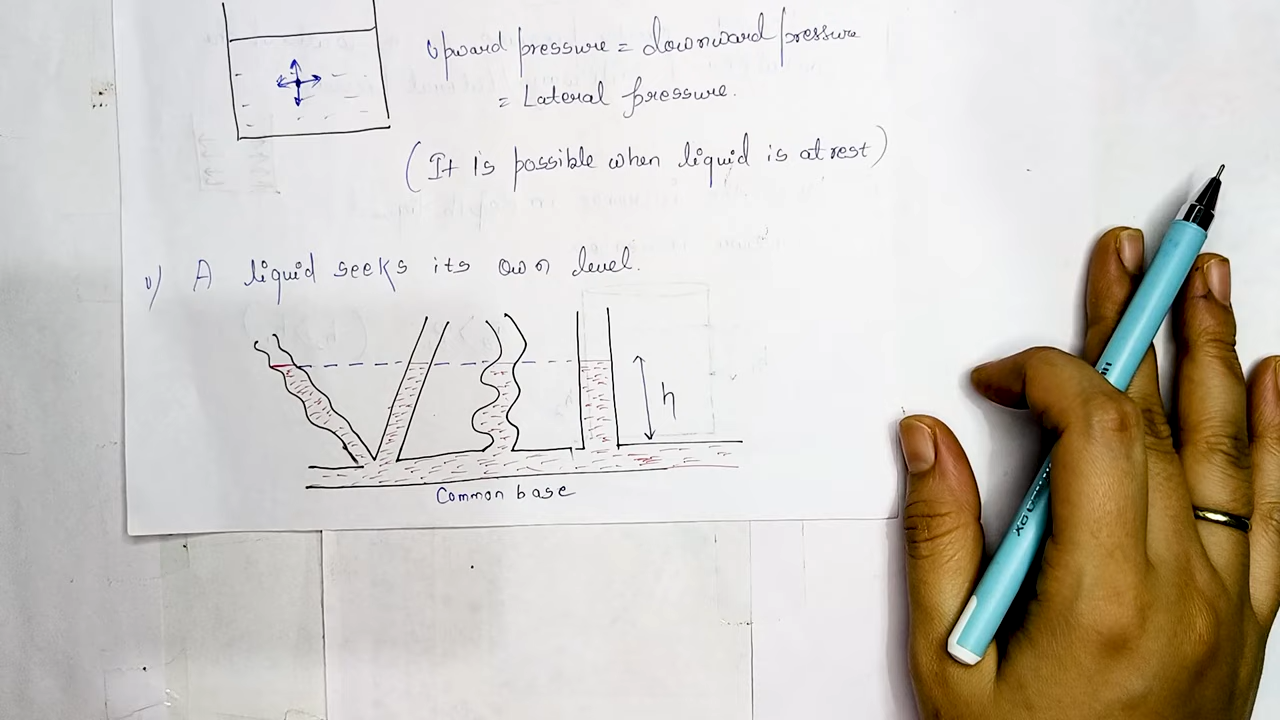 Upward pressure = downward pressure
= Lateral pressure.
(It is possible when liquid is at rest)
v) A liquid seeks its own level.
h
Common base